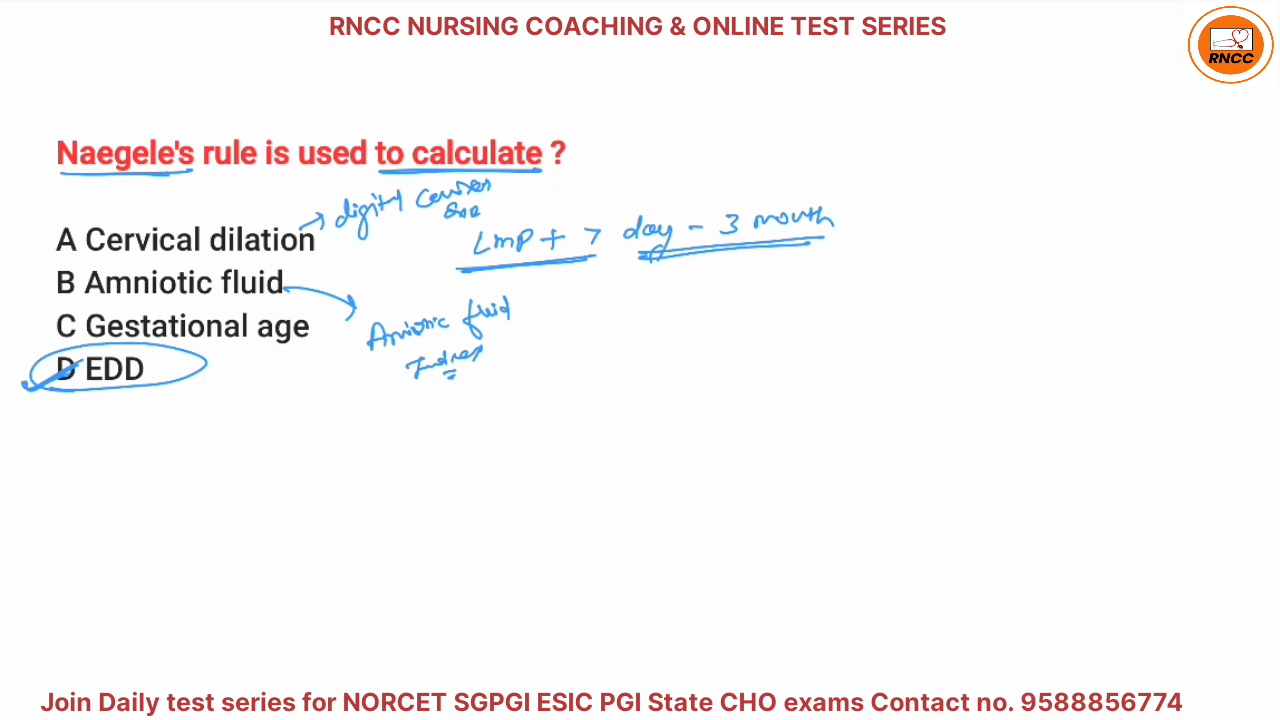 RNCC NURSING COACHING & ONLINE TEST SERIES
RNCC
Naegele's rule is used to calculate ?
digital
A Cervical dilation
LMP + 7 day - 3 month
B Amniotic fluid
C Gestational age
fluid
D EDD
Join Daily test series for NORCET SGPGI ESIC PGI State CHO exams Contact no. 9588856774